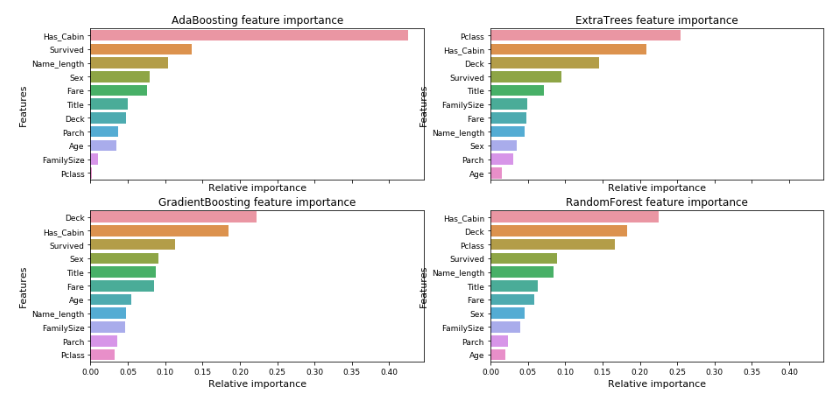 AdaBoosting feature importance
Features
Has_Cabin
Survived
Name_length
Sex
Fare
Title
Deck
Parch
Age
FamilySize
Pclass
Relative importance
ExtraTrees feature importance
Features
Pclass
Has_Cabin
Deck
Survived
Title
FamilySize
Fare
Name_length
Sex
Parch
Age
Relative importance
GradientBoosting feature importance
Features
Deck
Has_Cabin
Survived
Sex
Title
Fare
Age
Name_length
FamilySize
Parch
Pclass
0.00 0.05 0.10 0.15 0.20 0.25 0.30 0.35 0.40
Relative importance
RandomForest feature importance
Features
Has_Cabin
Deck
Pclass
Survived
Name_length
Title
Fare
Sex
FamilySize
Parch
Age
0.00 0.05 0.10 0.15 0.20 0.25 0.30 0.35 0.40
Relative importance